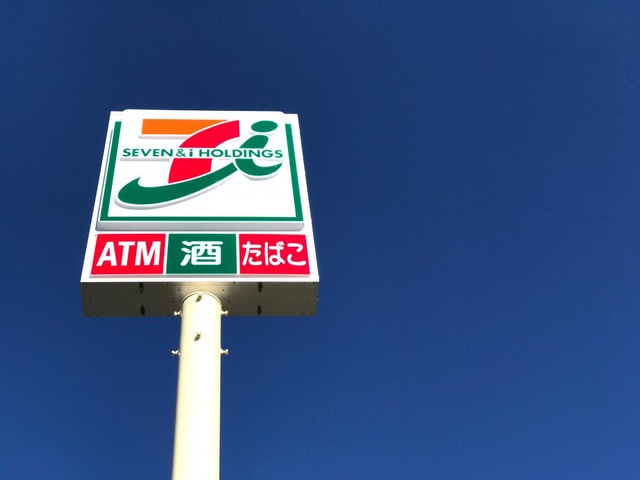 SEVEN & i HOLDINGS
ATM 酒 たばこ